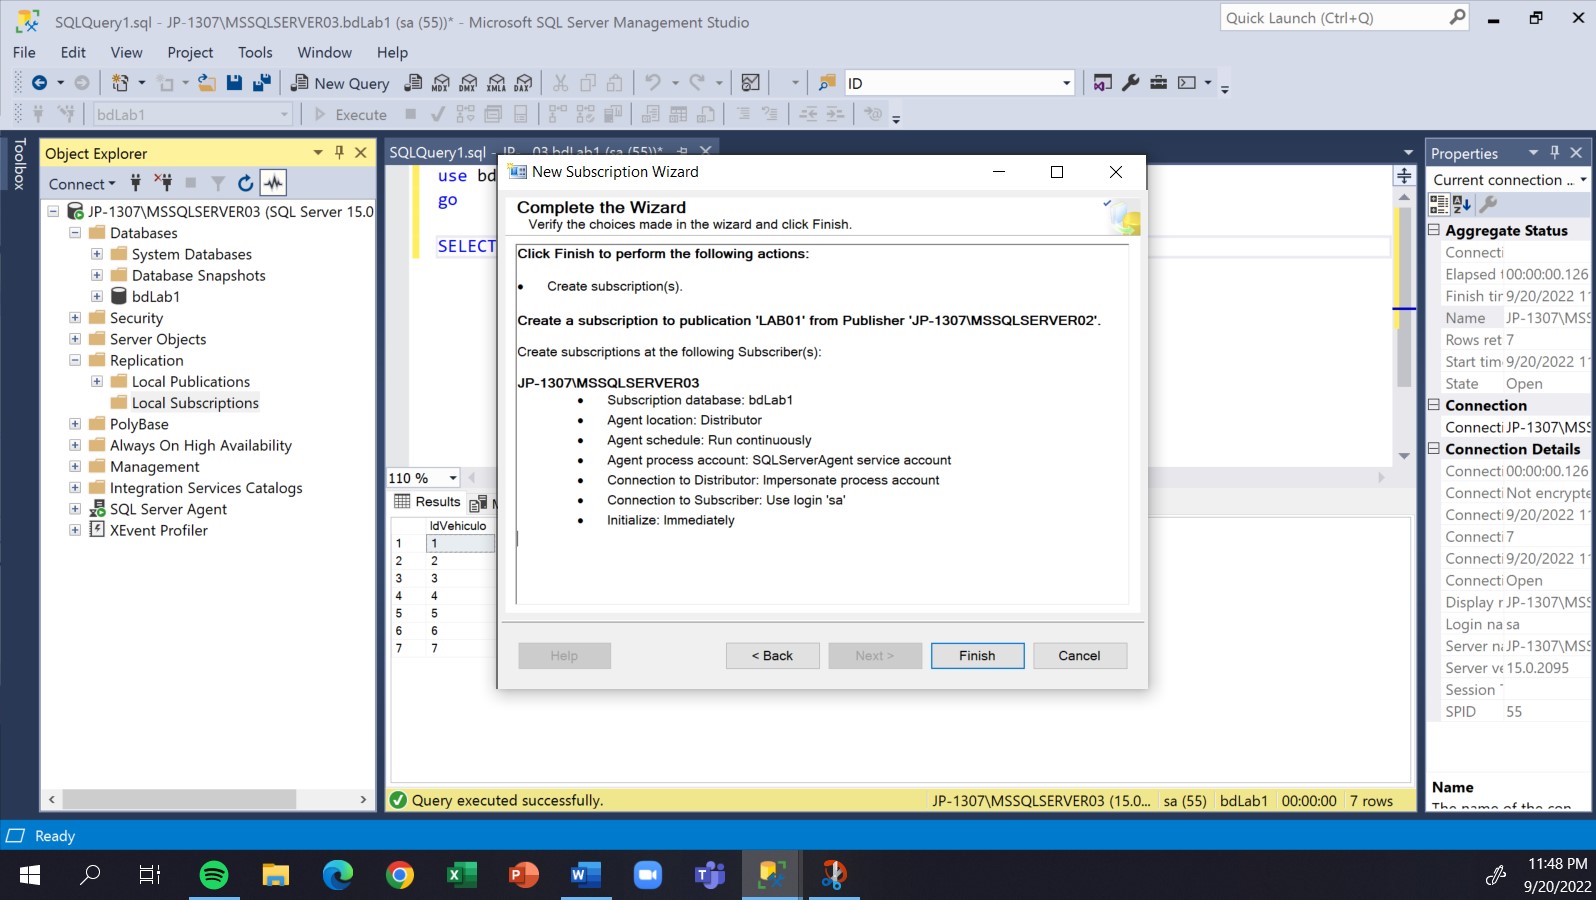 SQLQuery1.sql - JP-1307\MSSQLSERVER03.bdLab1 (sa (55))* - Microsoft SQL Server Management Studio
Quick Launch (Ctrl+Q)
File Edit View Project Tools Window Help
New Query
MDX DMX XMLA DAX
ID
bdLab1
Execute
Toolbox
Object Explorer
Connect
JP-1307\MSSQLSERVER03 (SQL Server 15.0
Databases
System Databases
Database Snapshots
bdLab1
Security
Server Objects
Replication
Local Publications
Local Subscriptions
PolyBase
Always On High Availability
Management
Integration Services Catalogs
SQL Server Agent
XEvent Profiler
SQLQuery1.sql - JP-...03.bdLab1 (sa (55))*
use bd
go
SELECT
110 %
Results
IdVehiculo
1 1
2 2
3 3
4 4
5 5
6 6
7 7
New Subscription Wizard
Complete the Wizard
Verify the choices made in the wizard and click Finish.
Click Finish to perform the following actions:
• Create subscription(s).
Create a subscription to publication 'LAB01' from Publisher 'JP-1307\MSSQLSERVER02'.
Create subscriptions at the following Subscriber(s):
JP-1307\MSSQLSERVER03
• Subscription database: bdLab1
• Agent location: Distributor
• Agent schedule: Run continuously
• Agent process account: SQLServerAgent service account
• Connection to Distributor: Impersonate process account
• Connection to Subscriber: Use login 'sa'
• Initialize: Immediately
Help < Back Next > Finish Cancel
Query executed successfully.
JP-1307\MSSQLSERVER03 (15.0... sa (55) bdLab1 00:00:00 7 rows
Properties
Current connection ..
Aggregate Status
Connecti
Elapsed t 00:00:00.126
Finish tir 9/20/2022 1
Name JP-1307\MSS
Rows ret 7
Start tim 9/20/2022 1
State Open
Connection
Connecti JP-1307\MSS
Connection Details
Connecti 00:00:00.126
Connecti Not encrypte
Connecti 9/20/2022 1
Connecti 7
Connecti 9/20/2022 1
Connecti Open
Display r JP-1307\MSS
Login na sa
Server na JP-1307\MSS
Server ve 15.0.2095
Session
SPID 55
Name
The name of the con
Ready
11:48 PM
9/20/2022